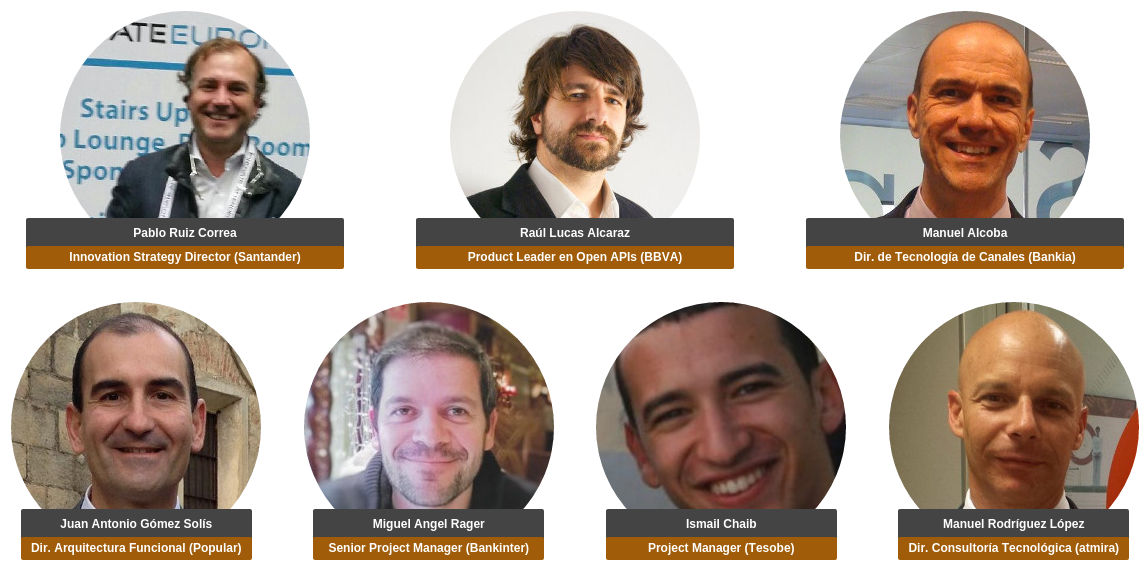 ATE EURO
Stairs Up
Lounge,
Room
Spon
Pablo Ruiz Correa
Innovation Strategy Director (Santander)
Raúl Lucas Alcaraz
Product Leader en Open APIs (BBVA)
Manuel Alcoba
Dir. de Tecnología de Canales (Bankia)
Juan Antonio Gómez Solís
Dir. Arquitectura Funcional (Popular)
Miguel Angel Rager
Senior Project Manager (Bankinter)
Ismail Chaib
Project Manager (Tesobe)
Manuel Rodríguez López
Dir. Consultoría Tecnológica (atmira)